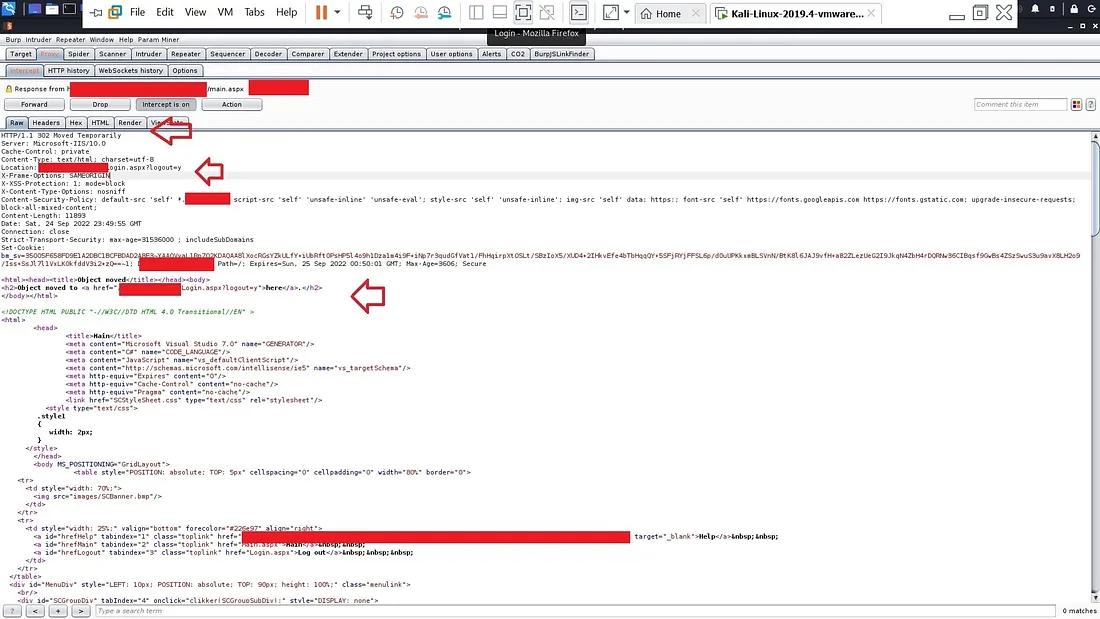 File Edit View VM Tabs Help
Home
Kali-Linux-2019.4-vmware...
Login - Mozilla Firefox
Burp Intruder Repeater Window Help Param Miner
Target Proxy Spider Scanner Intruder Repeater Sequencer Decoder Comparer Extender Project options User options Alerts CO2 BurpJSLinkFinder
Intercept HTTP history WebSockets history Options
Response from h /main.aspx
Forward Drop Intercept is on Action Comment this item
Raw Headers Hex HTML Render ViewState
HTTP/1.1 302 Moved Temporarily
Server: Microsoft-IIS/10.0
Cache-Control: private
Content-Type: text/html; charset=utf-8
Location: ogin.aspx?logout=y
X-Frame-Options: SAMEORIGIN
X-XSS-Protection: 1; mode=block
X-Content-Type-Options: nosniff
Content-Security-Policy: default-src 'self' *. script-src 'self' 'unsafe-inline' 'unsafe-eval'; style-src 'self' 'unsafe-inline'; img-src 'self' data: https:; font-src 'self' https://fonts.googleapis.com https://fonts.gstatic.com; upgrade-insecure-requests;
block-all-mixed-content;
Content-Length: 11893
Date: Sat, 24 Sep 2022 23:49:55 GMT
Connection: close
Strict-Transport-Security: max-age=31536000 ; includeSubDomains
Set-Cookie:
Path=/; Expires=Sun, 25 Sep 2022 00:50:01 GMT; Max-Age=3606; Secure
<html><head><title>Object moved</title></head><body>
<h2>Object moved to <a href=" Login.aspx?logout=y">here</a>.</h2>
</body></html>
<!DOCTYPE HTML PUBLIC "-//W3C//DTD HTML 4.0 Transitional//EN" >
<html>
<head>
<title>Main</title>
<meta content="Microsoft Visual Studio 7.0" name="GENERATOR"/>
<meta content="C#" name="CODE_LANGUAGE"/>
<meta content="JavaScript" name="vs_defaultClientScript"/>
<meta content="http://schemas.microsoft.com/intellisense/ie5" name="vs_targetSchema"/>
<meta http-equiv="Expires" content="0"/>
<meta http-equiv="Cache-Control" content="no-cache"/>
<meta http-equiv="Pragma" content="no-cache"/>
<link href="SCStyleSheet.css" type="text/css" rel="stylesheet"/>
<style type="text/css">
.style1
{
width: 2px;
}
</style>
</head>
<body MS_POSITIONING="GridLayout">
<table style="POSITION: absolute; TOP: 5px" cellspacing="0" cellpadding="0" width="80%" border="0">
<tr>
<td style="width: 70%;">
<img src="images/SCBanner.bmp"/>
</td>
</tr>
<tr>
<td style="width: 25%;" valign="bottom" forecolor="#226e97" align="right">
<a id="hrefHelp" tabindex="1" class="toplink" href=" target="_blank">Help</a>&nbsp;&nbsp;
<a id="hrefMain" tabindex="2" class="toplink" href="Main.aspx">Main</a>&nbsp;&nbsp;
<a id="hrefLogout" tabindex="3" class="toplink" href="Login.aspx">Log out</a>&nbsp;&nbsp;&nbsp;
</td>
</tr>
</table>
<div id="MenuDiv" style="LEFT: 10px; POSITION: absolute; TOP: 90px; height: 100%;" class="menulink">
<br/>
<div id="SCGroupDiv" tabIndex="4" onclick="clikker(SCGroupSubDiv);" style="DISPLAY: none">
? < + > Type a search term 0 matches